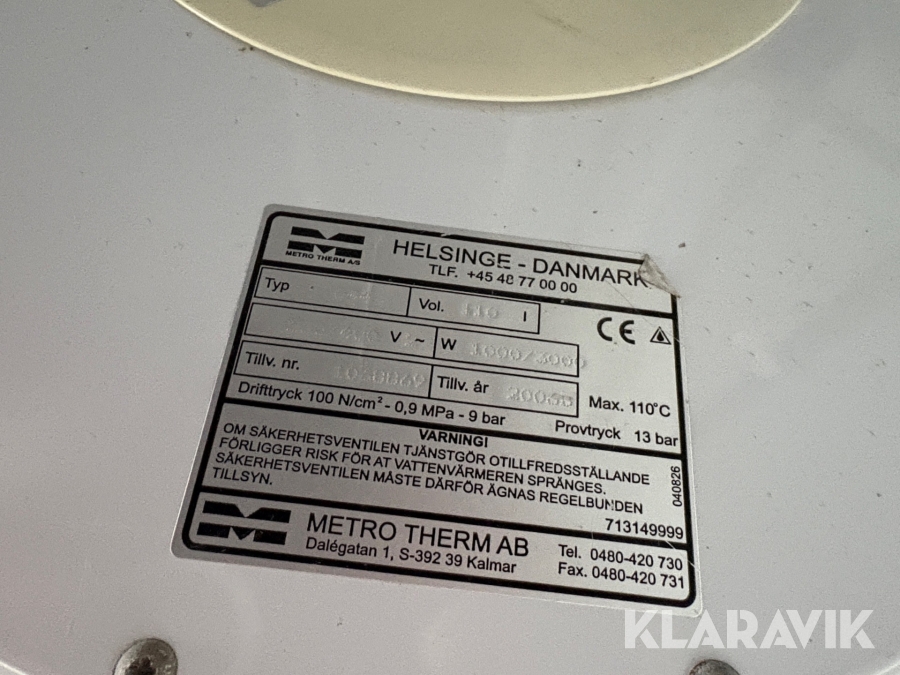 METRO THERM A/S
HELSINGE - DANMARK
TLF. +45 48 77 00 00
Typ
Vol. 110 l
V ~ W 1000/3000
Tillv. nr. Tillv. år
Max. 110°C
Drifttryck 100 N/cm² - 0,9 MPa - 9 bar Provtryck 13 bar
VARNING!
OM SÄKERHETSVENTILEN TJÄNSTGÖR OTILLFREDSSTÄLLANDE
FÖRLIGGER RISK FÖR AT VATTENVÄRMEREN SPRÄNGES.
SÄKERHETSVENTILEN MÅSTE DÄRFÖR ÄGNAS REGELBUNDEN
TILLSYN.
040826
713149999
METRO THERM AB
Dalégatan 1, S-392 39 Kalmar
Tel. 0480-420 730
Fax. 0480-420 731
KLARAVIK